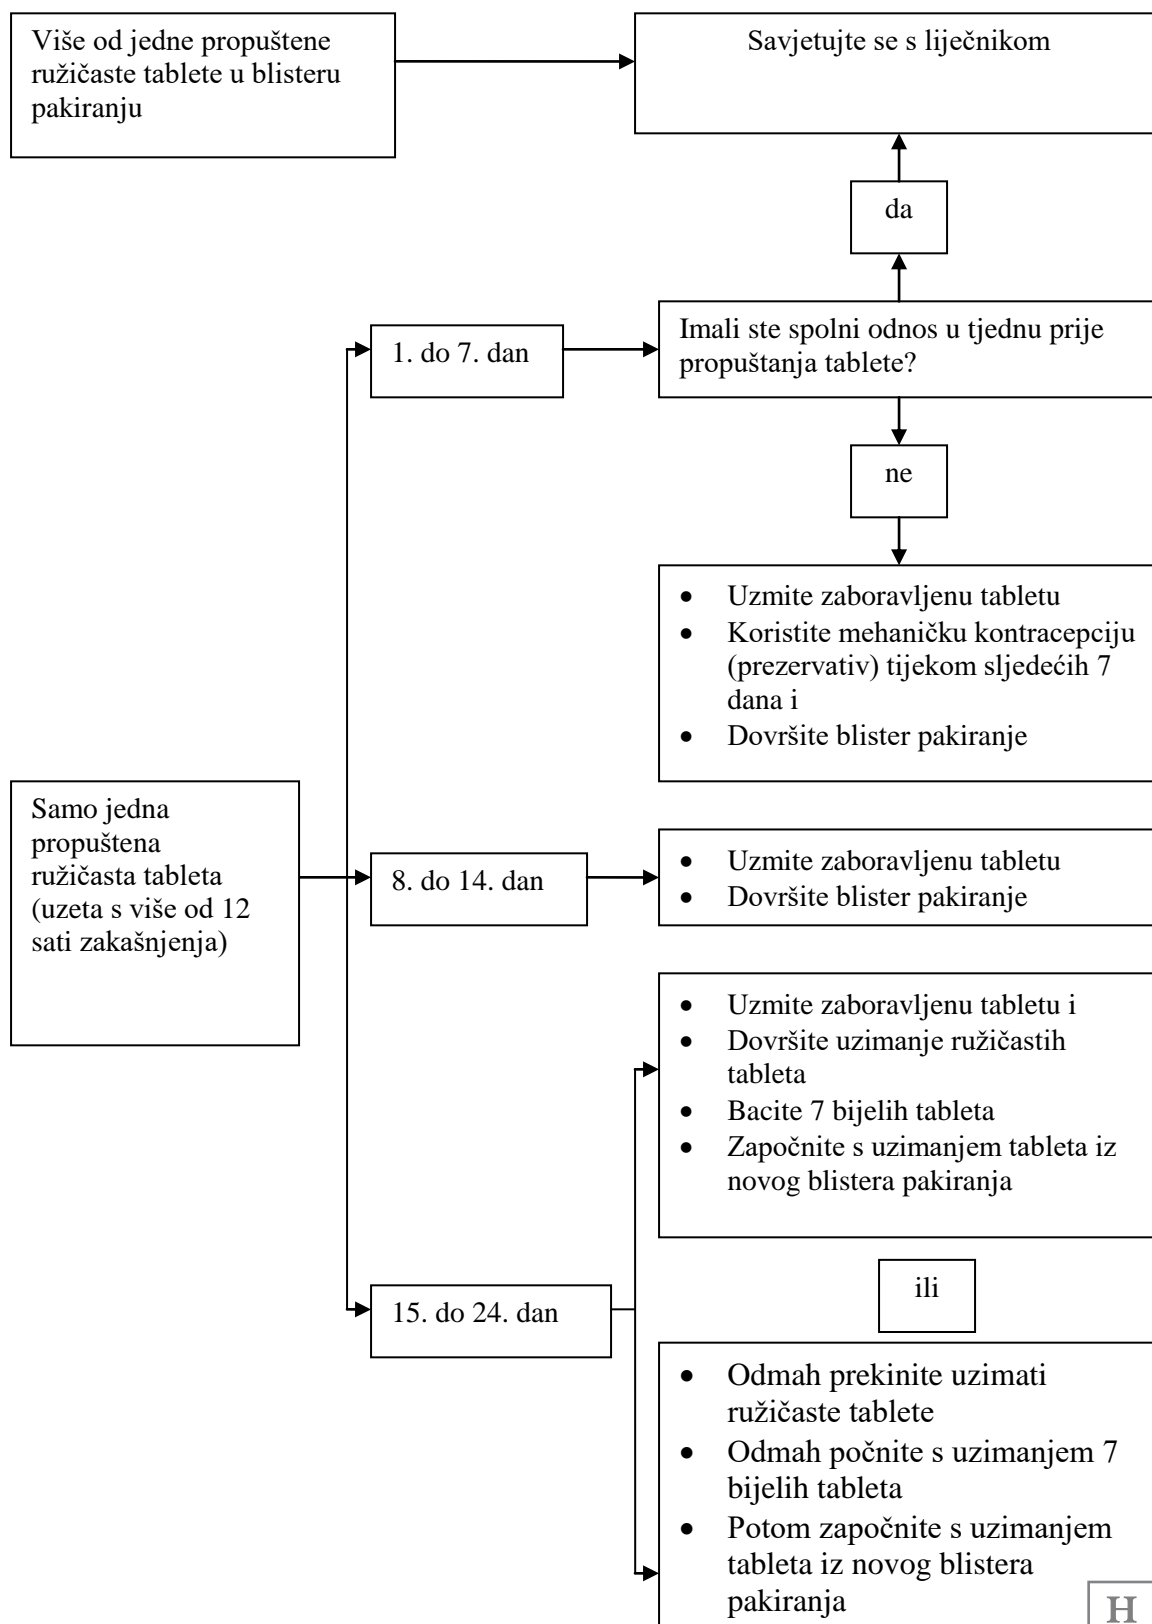 Više od jedne propuštene
ružičaste tablete u blisteru
pakiranju
Savjetujte se s liječnikom
da
1. do 7. dan
Imali ste spolni odnos u tjednu prije
propuštanja tablete?
ne
• Uzmite zaboravljenu tabletu
• Koristite mehaničku kontracepciju
(prezervativ) tijekom sljedećih 7
dana i
• Dovršite blister pakiranje
Samo jedna
propuštena
ružičasta tableta
(uzeta s više od 12
sati zakašnjenja)
8. do 14. dan
• Uzmite zaboravljenu tabletu
• Dovršite blister pakiranje
• Uzmite zaboravljenu tabletu i
• Dovršite uzimanje ružičastih
tableta
• Bacite 7 bijelih tableta
• Započnite s uzimanjem tableta iz
novog blistera pakiranja
ili
15. do 24. dan
• Odmah prekinite uzimati
ružičaste tablete
• Odmah počnite s uzimanjem 7
bijelih tableta
• Potom započnite s uzimanjem
tableta iz novog blistera
pakiranja
H